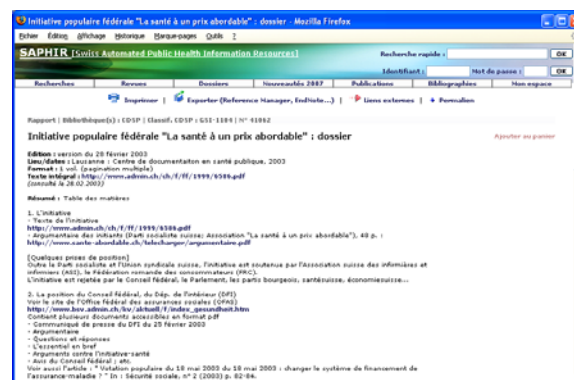 Initiative populaire fédérale "La santé à un prix abordable" : dossier - Mozilla Firefox
Fichier Édition Affichage Historique Marque-pages Outils ?
SAPHIR [Swiss Automated Public Health Information Resources]
Recherche rapide : OK
Identifiant : Mot de passe : OK
Recherches Revues Dossiers Nouveautés 2007 Publications Bibliographies Mon espace
Imprimer | Exporter (Reference Manager, EndNote...) | Liens externes | Permalien
Rapport | Bibliothèque(s) : CDSP | Classif. CDSP : GSI-1104 | N° 41062
Initiative populaire fédérale "La santé à un prix abordable" : dossier
Ajouter au panier
Edition : version du 28 février 2003
Lieu/dates : Lausanne : Centre de documentaiton en santé publique, 2003
Format : 1 vol. (pagination multiple)
Texte intégral : http://www.admin.ch/ch/f/ff/1999/6586.pdf
(consulté le 28.02 2003)
Résumé : Table des matières
1. L'initiative
- Texte de l'initiative
http://www.admin.ch/ch/f/ff/1999/6586.pdf
- Argumentaire des initiants (Parti socialiste suisse; Association "La santé à un prix abordable"), 40 p. :
http://www.sante-abordable.ch/telecharger/argumentaire.pdf
[Quelques prises de position]
Outre le Parti socialiste et l'Union syndicale suisse, l'initiative est soutenue par l'Association suisse des infirmières et
infirmiers (ASI), le Fédération romande des consommateurs (FRC).
L'initiative est rejetée par le Conseil fédéral, le Parlement, les partis bourgeois, santésuisse, économiesuisse...
2. La position du Conseil fédéral, du Dép. de l'intérieur (DFI)
Voir le site de l'Office fédéral des assurances sociales (OFAS)
http://www.bsv.admin.ch/kv/aktuell/f/index_gesundheit.htm
Contient plusieurs documents accessibles en format pdf
- Communiqué de presse du DFI du 25 février 2003
- Argumentaire
- Questions et réponses
- L'essentiel en bref
- Arguments contre l'initiative-santé
- Avis du Conseil fédéral ; etc.
Voir aussi l'article : " Votation populaire du 18 mai 2003 du 18 mai 2003 : changer le système de financement de
l'assurance-maladie ? " In : Sécurité sociale, n° 2 (2003) p. 82-84.